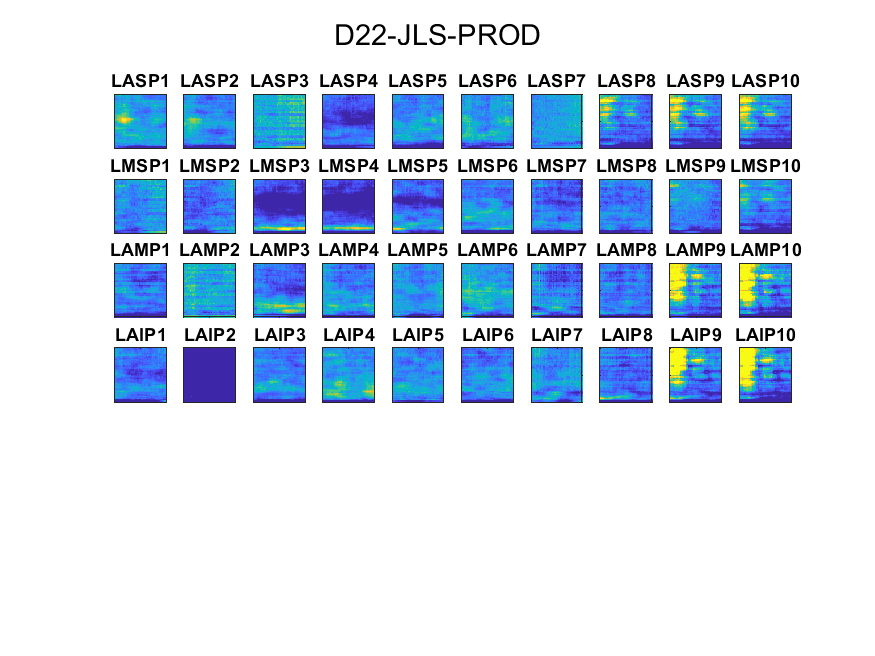 D22-JLS-PROD
LASP1 LASP2 LASP3 LASP4 LASP5 LASP6 LASP7 LASP8 LASP9 LASP10
LMSP1 LMSP2 LMSP3 LMSP4 LMSP5 LMSP6 LMSP7 LMSP8 LMSP9 LMSP10
LAMP1 LAMP2 LAMP3 LAMP4 LAMP5 LAMP6 LAMP7 LAMP8 LAMP9 LAMP10
LAIP1 LAIP2 LAIP3 LAIP4 LAIP5 LAIP6 LAIP7 LAIP8 LAIP9 LAIP10